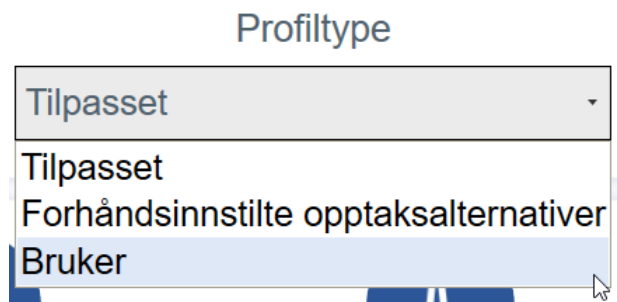 Profiltype
Tilpasset
Tilpasset
Forhåndsinnstilte opptaksalternativer
Bruker